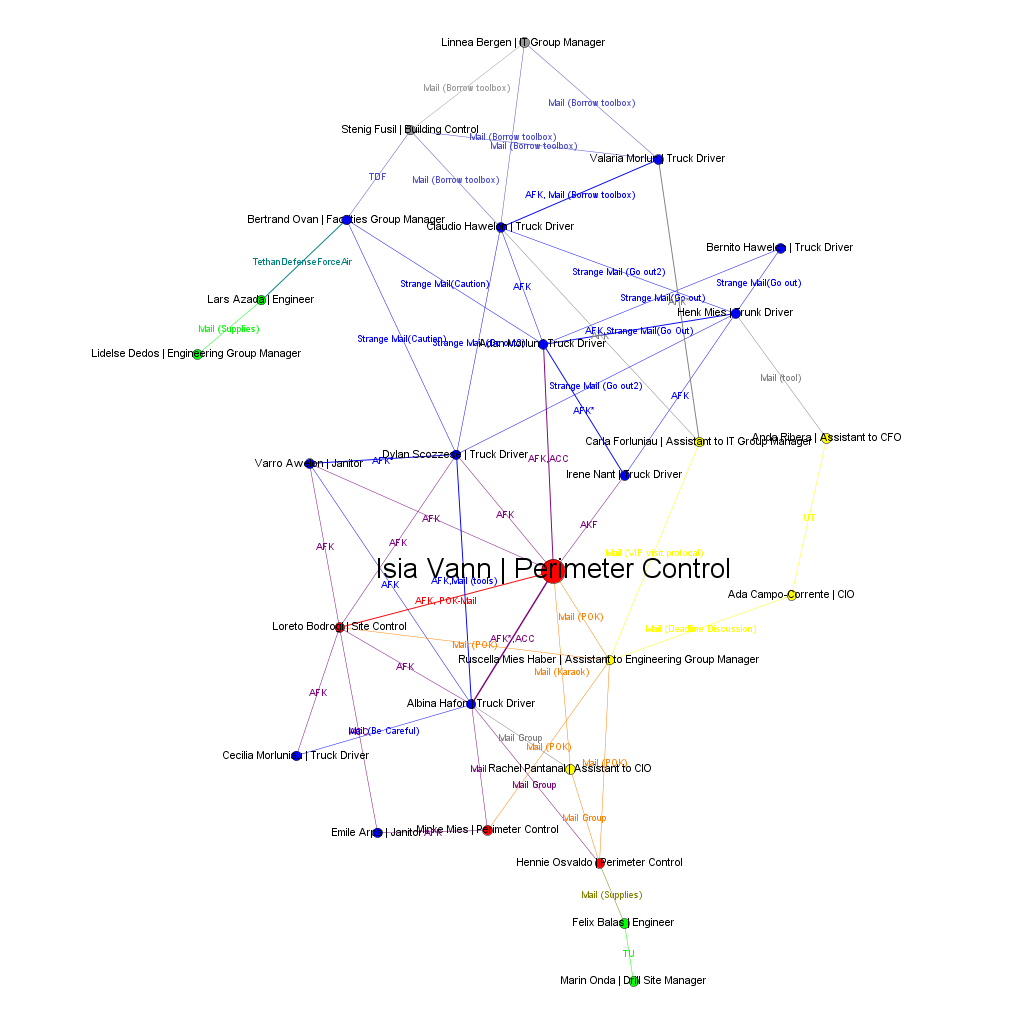 Linnea Bergen | IT Group Manager
Mail (Borrow toolbox)
Mail (Borrow toolbox)
Stenig Fusil | Building Control
Mail (Borrow toolbox)
Mail (Borrow toolbox)
Valaria Morlun | Truck Driver
TDF
Mail (Borrow toolbox)
AFK, Mail (Borrow toolbox)
Bertrand Ovan | Facilities Group Manager
Claudio Hawelon | Truck Driver
Bernito Hawelon | Truck Driver
TethanDefenseForceAir
Strange Mail (Go out2)
Strange Mail(Caution)
AFK
Strange Mail (Go out)
Lars Azada | Engineer
Strange Mail(Go out)
AFK
Henk Mies | Trunk Driver
Mail (Supplies)
AFK,Strange Mail(Go Out)
Strange Mail(Caution)
Truck Driver
Lidelse Dedos | Engineering Group Manager
Mail (tool)
Strange Mail (Go out2)
AFK
AFK*
Carla Forluniau | Assistant to IT Group Manager
Anda Ribera | Assistant to CFO
Dylan Scozzese | Truck Driver
Varro Awelon | Janitor
AFK*
AFK,ACC
Irene Nant | Truck Driver
AFK
AFK
UT
AKF
AFK
AFK
Mail (VIP visit protocal)
Isia Vann | Perimeter Control
AFK
AFK,Mail (tools)
Ada Campo-Corrente | CIO
AFK, POK-Mail
Mail (POK)
Loreto Bodrogi | Site Control
Mail (Deadline Discussion)
AFK*,ACC
Mail (POK)
Ruscella Mies Haber | Assistant to Engineering Group Manager
AFK
Mail (Karaok)
AFK
Albina Hafon | Truck Driver
Mail (Be Careful)
Mail Group
Mail (POK)
Cecilia Morluniau | Truck Driver
Mail (POK)
Mail
Rachel Pantanal | Assistant to CIO
Mail Group
Mail Group
Emile Arpa | Janitor
AFK
Minke Mies | Perimeter Control
Hennie Osvaldo | Perimeter Control
Mail (Supplies)
Felix Balas | Engineer
TU
Marin Onda | Drill Site Manager